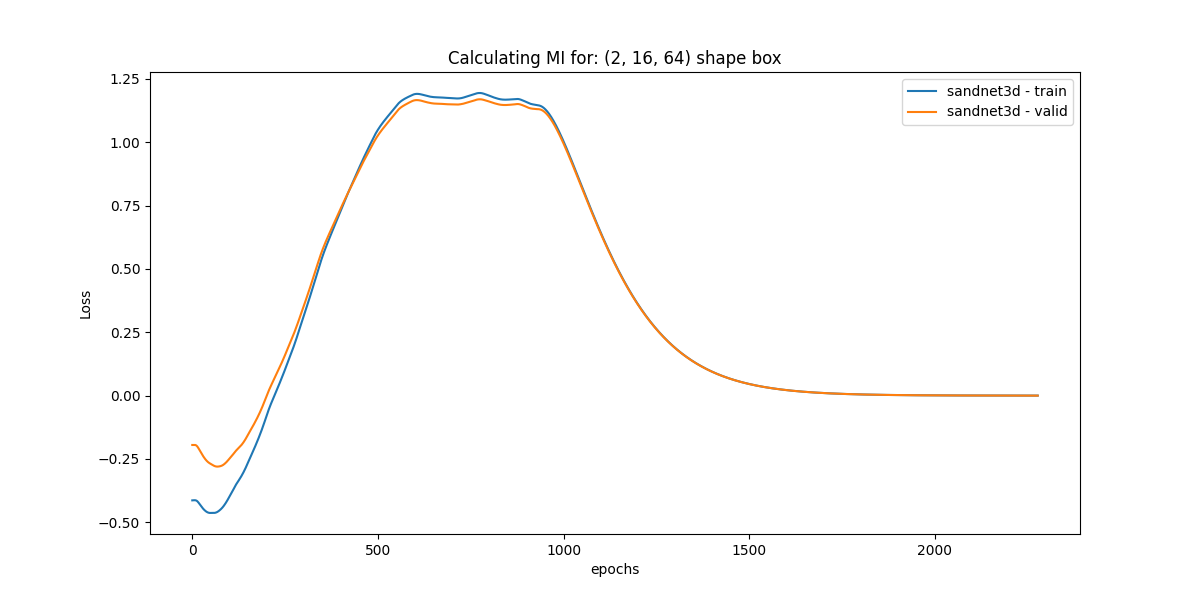 Calculating MI for: (2, 16, 64) shape box
sandnet3d - train
sandnet3d - valid
Loss
1.25
1.00
0.75
0.50
0.25
0.00
−0.25
−0.50
0 500 1000 1500 2000
epochs